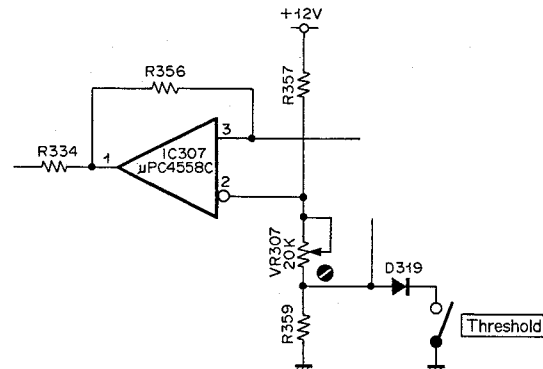 +12V
R356
R357
R334
1
3
IC307
μPC4558C
2
VR307
20K
D319
R359
Threshold